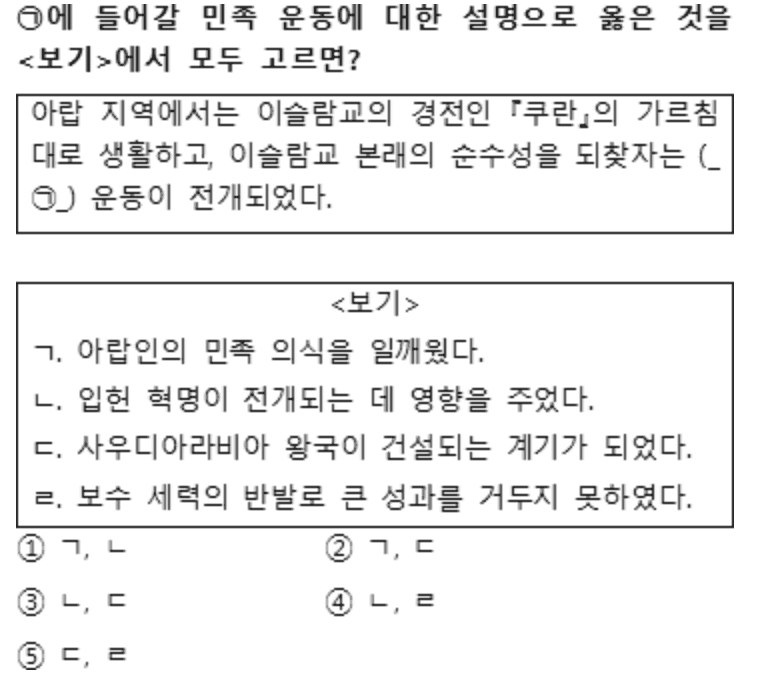 ㉠에 들어갈 민족 운동에 대한 설명으로 옳은 것을
<보기>에서 모두 고르면?
아랍 지역에서는 이슬람교의 경전인 『쿠란』의 가르침
대로 생활하고, 이슬람교 본래의 순수성을 되찾자는 (_
㉠_) 운동이 전개되었다.
<보기>
ㄱ. 아랍인의 민족 의식을 일깨웠다.
ㄴ. 입헌 혁명이 전개되는 데 영향을 주었다.
ㄷ. 사우디아라비아 왕국이 건설되는 계기가 되었다.
ㄹ. 보수 세력의 반발로 큰 성과를 거두지 못하였다.
① ㄱ, ㄴ ② ㄱ, ㄷ
③ ㄴ, ㄷ ④ ㄴ, ㄹ
⑤ ㄷ, ㄹ